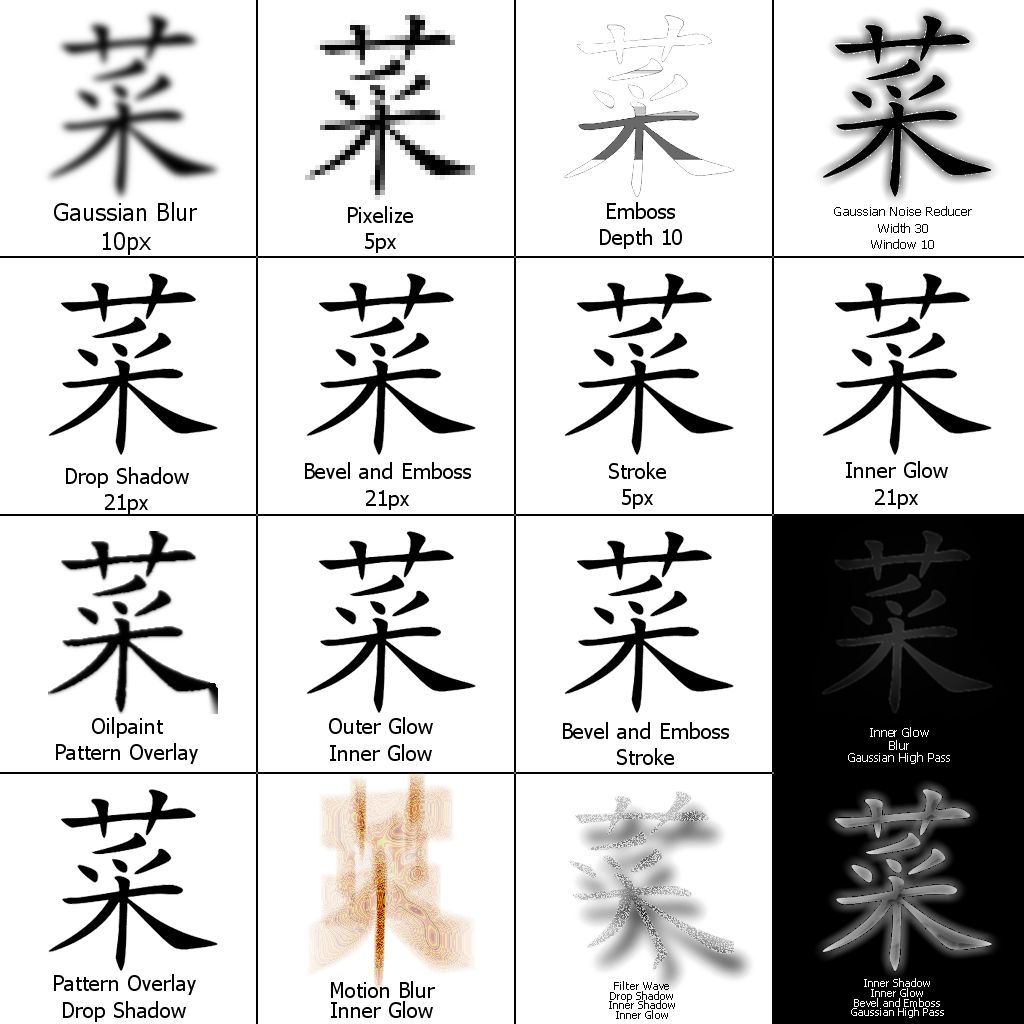 菜 菜 菜 菜
Gaussian Blur
10px
Pixelize
5px
Emboss
Depth 10
Gaussian Noise Reducer
Width 30
Window 10
菜 菜 菜 菜
Drop Shadow
21px
Bevel and Emboss
21px
Stroke
5px
Inner Glow
21px
菜 菜 菜 菜
Oilpaint
Pattern Overlay
Outer Glow
Inner Glow
Bevel and Emboss
Stroke
Inner Glow
Blur
Gaussian High Pass
菜 菜 菜 菜
Pattern Overlay
Drop Shadow
Motion Blur
Inner Glow
Filter Wave
Drop Shadow
Inner Shadow
Inner Glow
Inner Shadow
Inner Glow
Bevel and Emboss
Gaussian High Pass